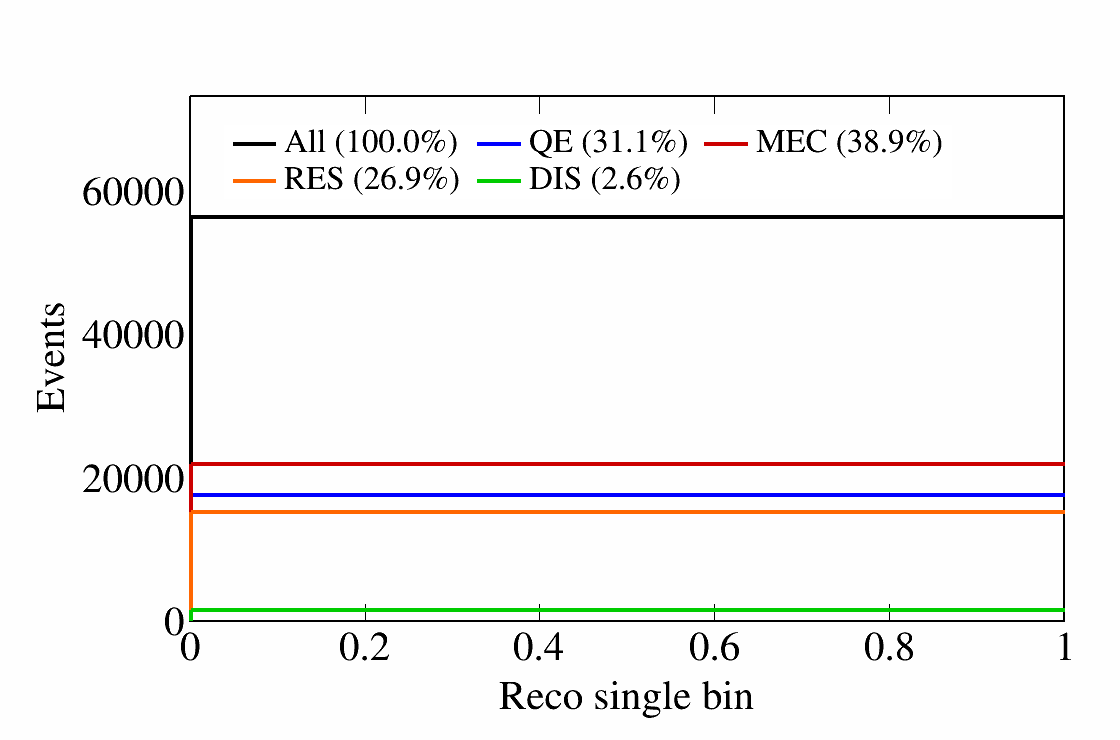 All (100.0%) QE (31.1%) MEC (38.9%)
RES (26.9%) DIS (2.6%)
60000
40000
20000
0
Events
0 0.2 0.4 0.6 0.8 1
Reco single bin